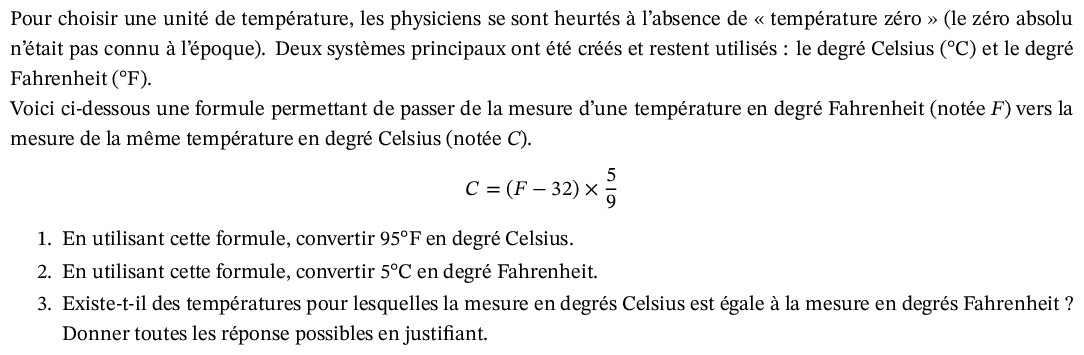 Pour choisir une unité de température, les physiciens se sont heurtés à l'absence de « température zéro » (le zéro absolu
n'était pas connu à l'époque). Deux systèmes principaux ont été créés et restent utilisés : le degré Celsius (°C) et le degré
Fahrenheit (°F).
Voici ci-dessous une formule permettant de passer de la mesure d'une température en degré Fahrenheit (notée F) vers la
mesure de la même température en degré Celsius (notée C).
C = (F − 32) × 5/9
1. En utilisant cette formule, convertir 95°F en degré Celsius.
2. En utilisant cette formule, convertir 5°C en degré Fahrenheit.
3. Existe-t-il des températures pour lesquelles la mesure en degrés Celsius est égale à la mesure en degrés Fahrenheit ?
Donner toutes les réponse possibles en justifiant.